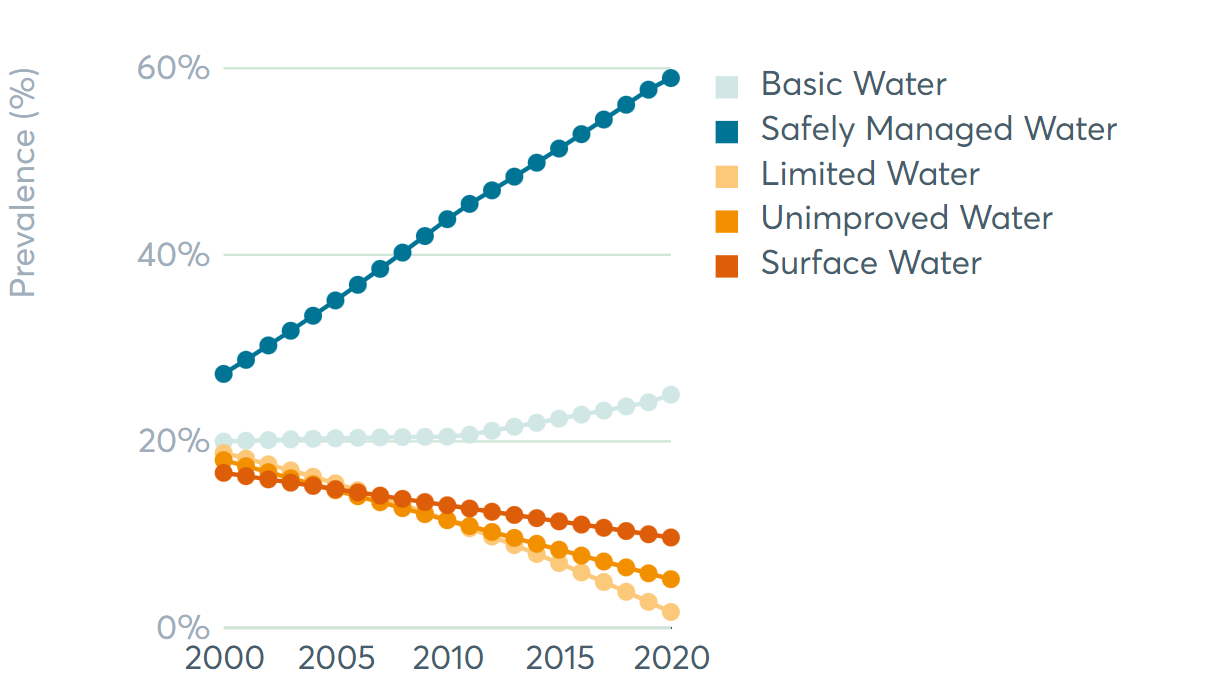 Prevalence (%)
60%
40%
20%
0%
2000 2005 2010 2015 2020
Basic Water
Safely Managed Water
Limited Water
Unimproved Water
Surface Water